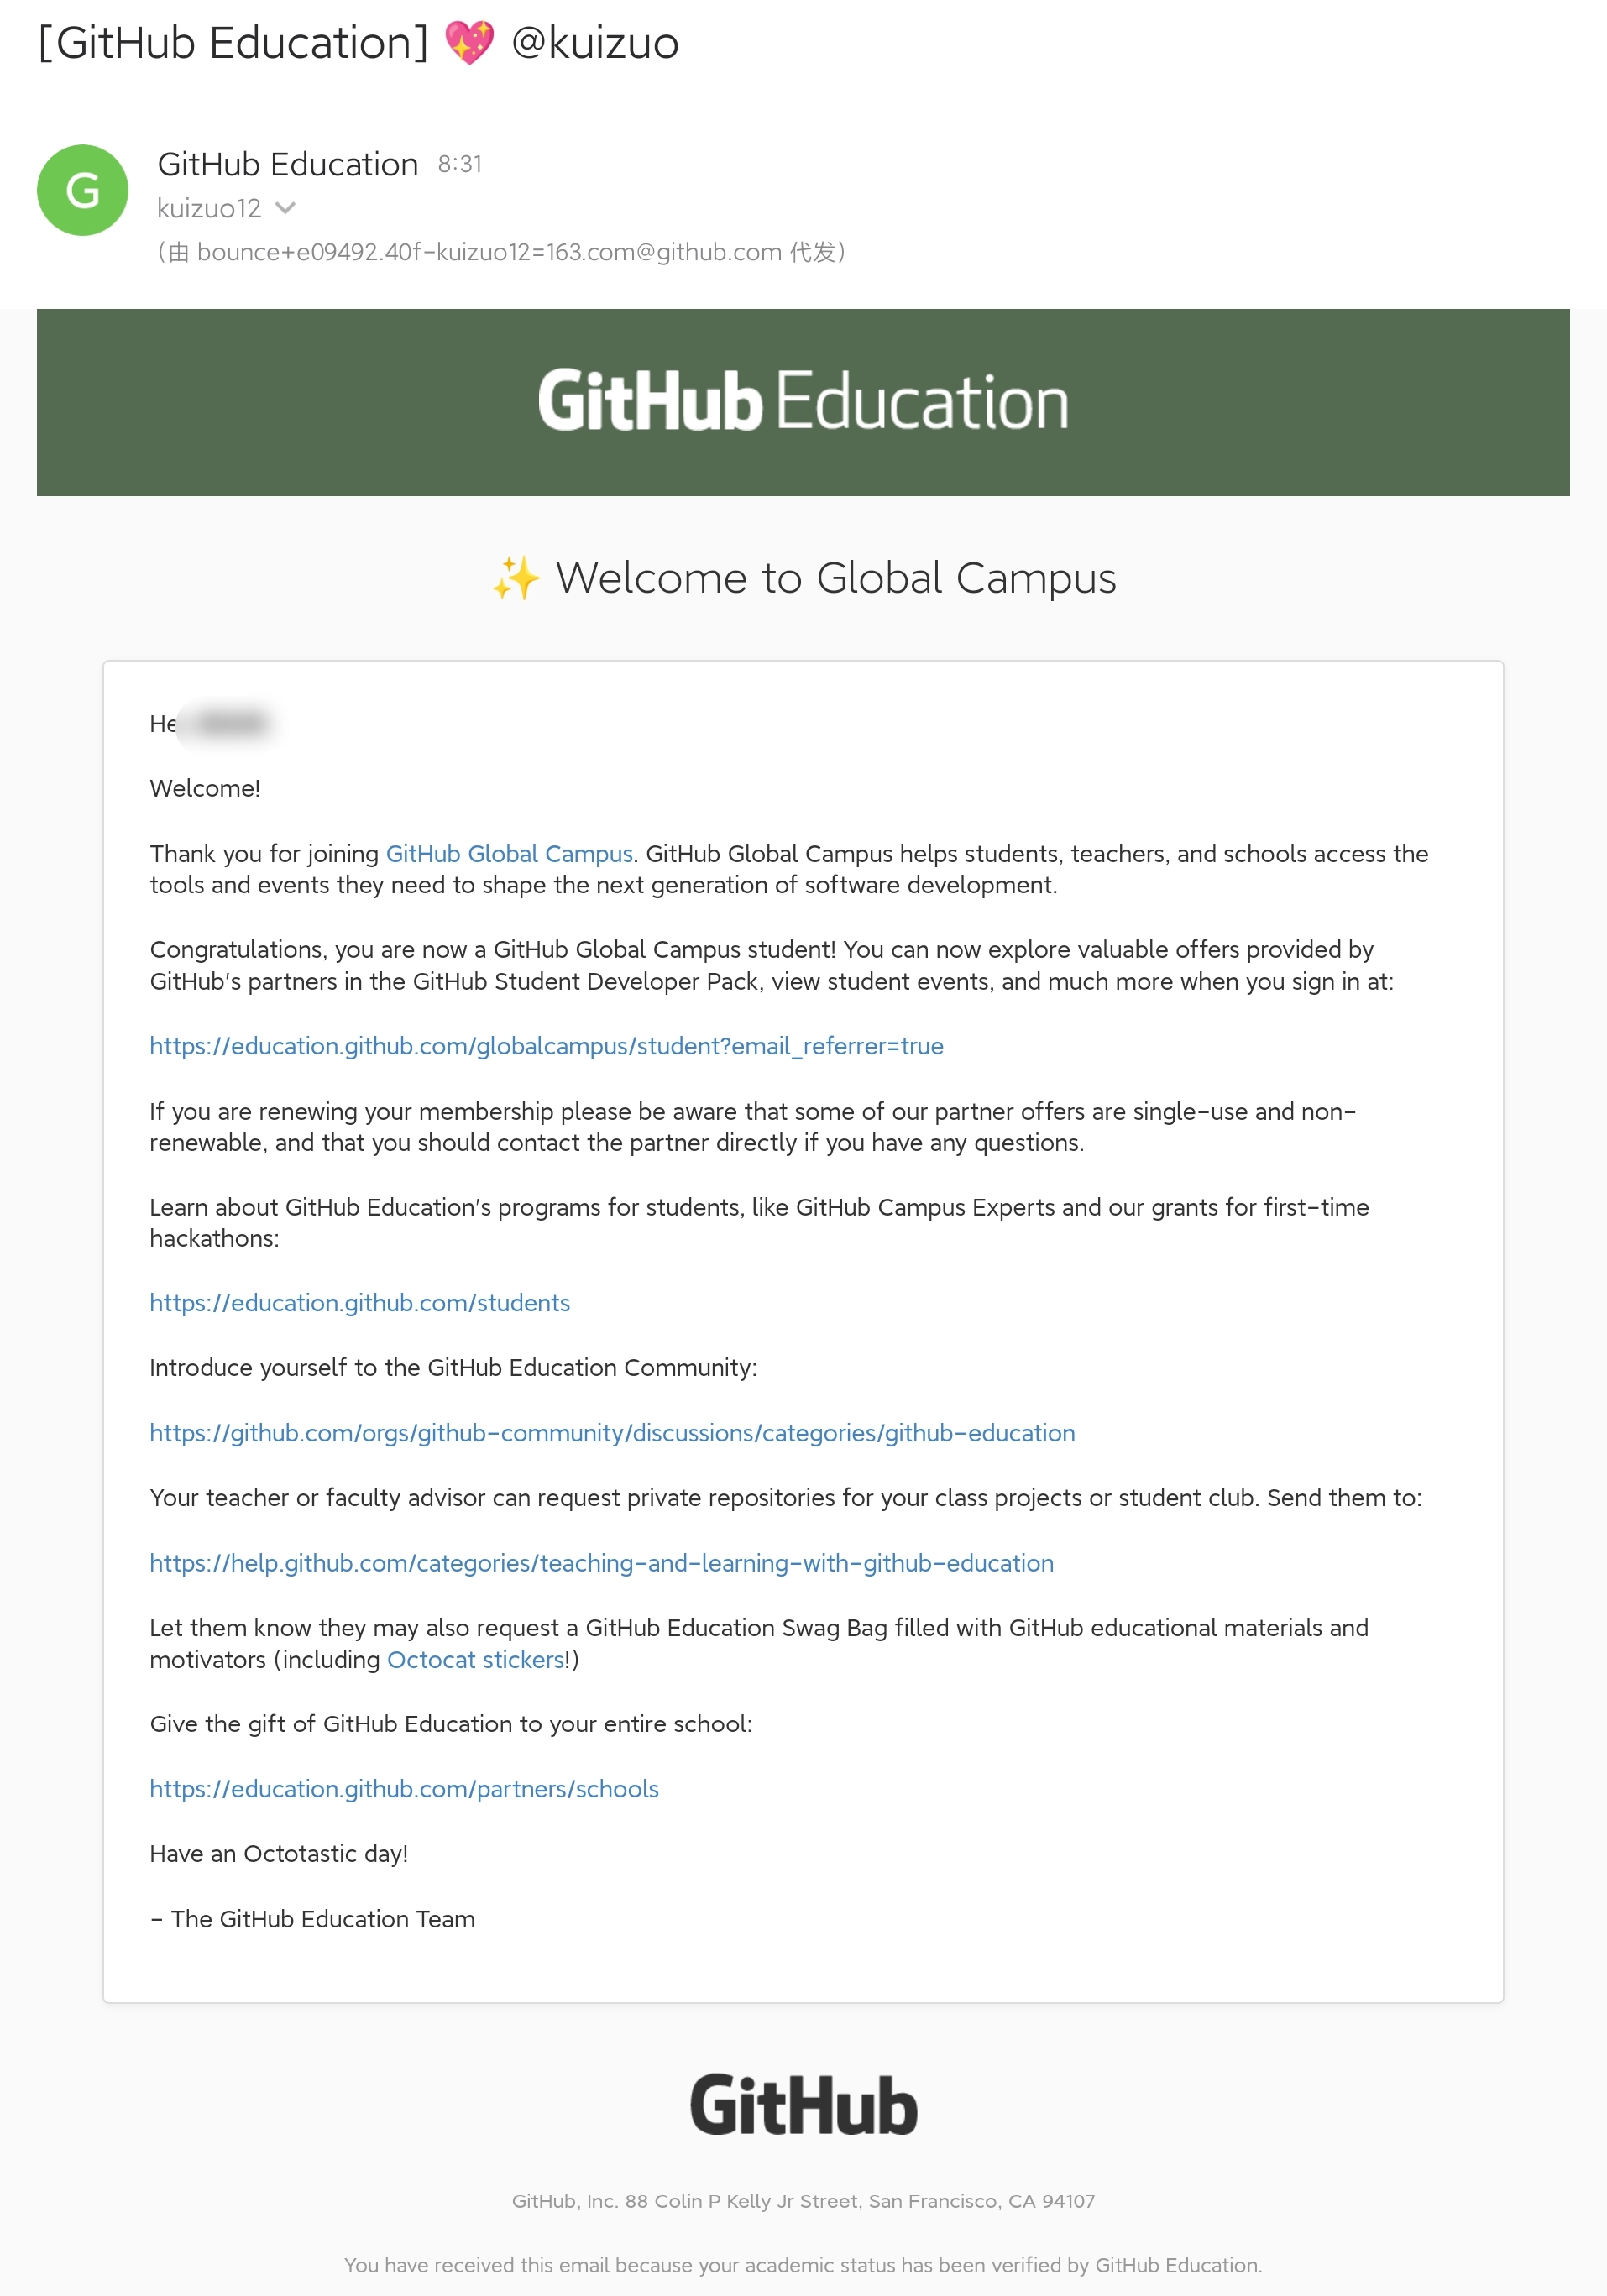 [GitHub Education] 💖 @kuizuo
G
GitHub Education 8:31
kuizuo12
(由 bounce+e09492.40f-kuizuo12=163.com@github.com 代发)
GitHub Education
✨ Welcome to Global Campus
He
Welcome!
Thank you for joining GitHub Global Campus. GitHub Global Campus helps students, teachers, and schools access the
tools and events they need to shape the next generation of software development.
Congratulations, you are now a GitHub Global Campus student! You can now explore valuable offers provided by
GitHub's partners in the GitHub Student Developer Pack, view student events, and much more when you sign in at:
https://education.github.com/globalcampus/student?email_referrer=true
If you are renewing your membership please be aware that some of our partner offers are single-use and non-
renewable, and that you should contact the partner directly if you have any questions.
Learn about GitHub Education's programs for students, like GitHub Campus Experts and our grants for first-time
hackathons:
https://education.github.com/students
Introduce yourself to the GitHub Education Community:
https://github.com/orgs/github-community/discussions/categories/github-education
Your teacher or faculty advisor can request private repositories for your class projects or student club. Send them to:
https://help.github.com/categories/teaching-and-learning-with-github-education
Let them know they may also request a GitHub Education Swag Bag filled with GitHub educational materials and
motivators (including Octocat stickers!)
Give the gift of GitHub Education to your entire school:
https://education.github.com/partners/schools
Have an Octotastic day!
- The GitHub Education Team
GitHub
GitHub, Inc. 88 Colin P Kelly Jr Street, San Francisco, CA 94107
You have received this email because your academic status has been verified by GitHub Education.